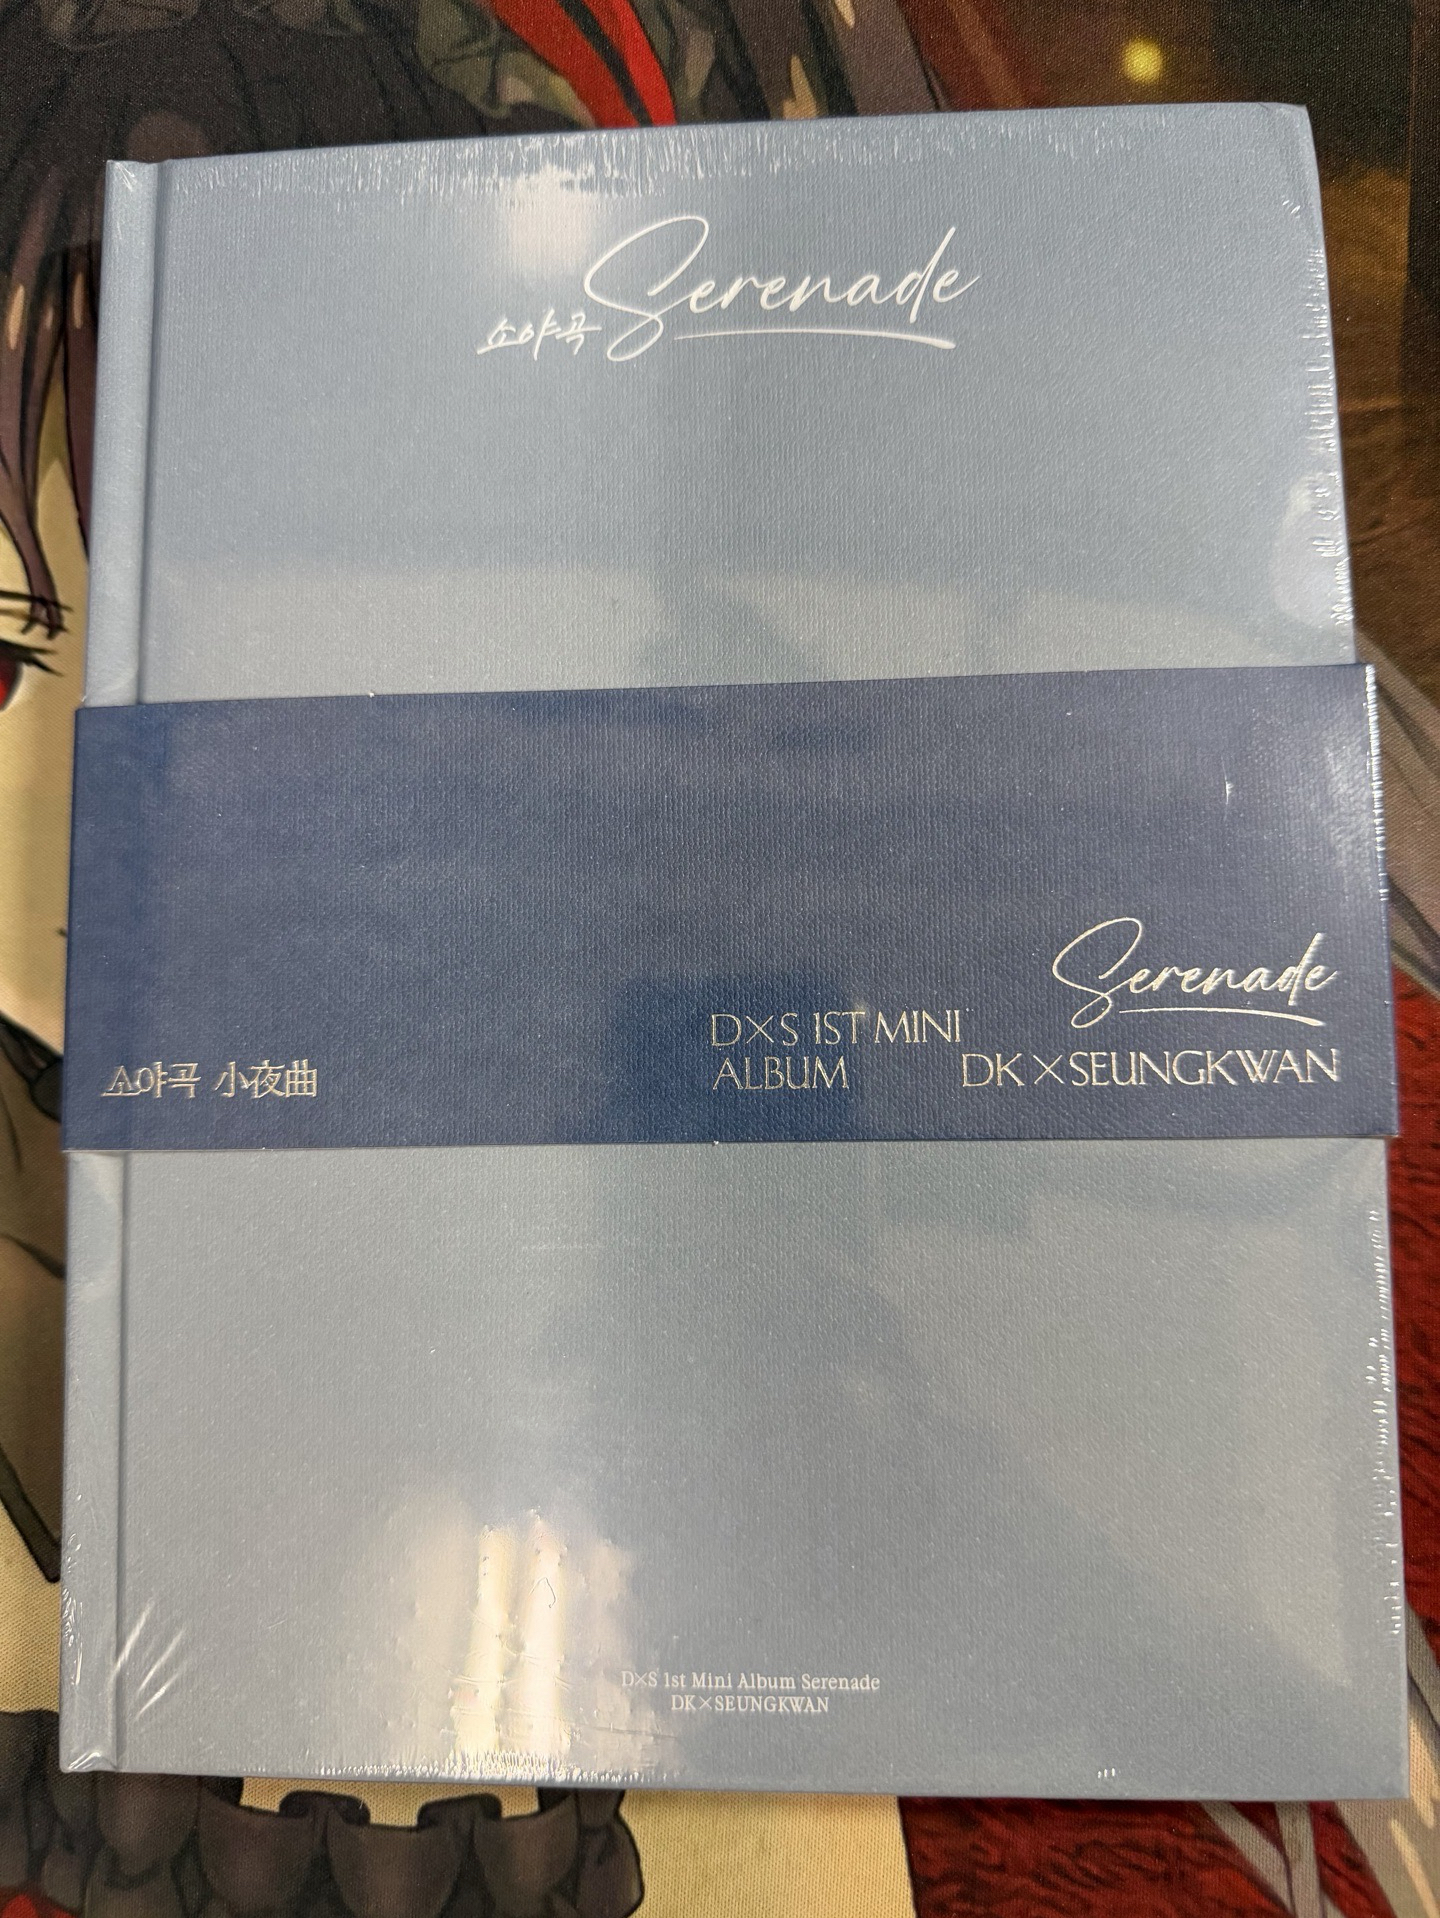 소야곡 Serenade
Serenade
D×S 1ST MINI
ALBUM
DK×SEUNGKWAN
소야곡 小夜曲
D×S 1st Mini Album Serenade
DK×SEUNGKWAN